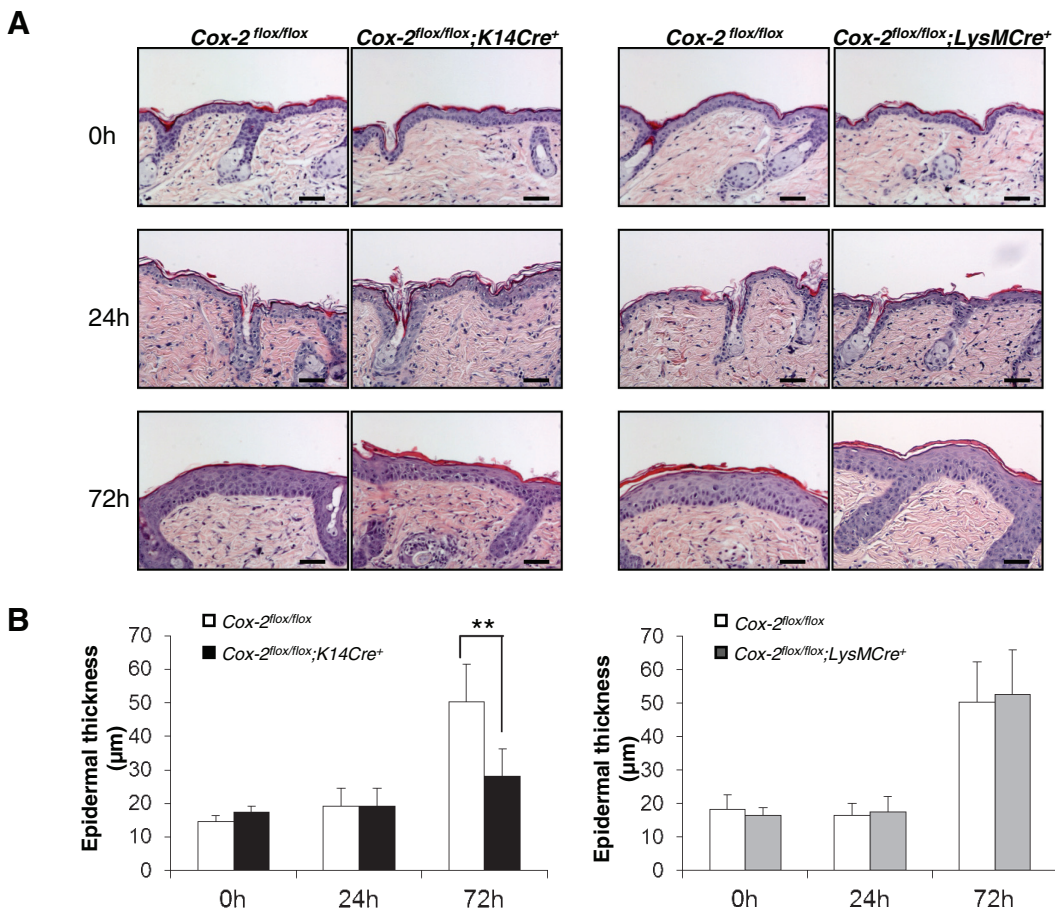 A
Cox-2 flox/flox
Cox-2flox/flox;K14Cre+
Cox-2 flox/flox
Cox-2flox/flox;LysMCre+
0h
24h
72h
B
Cox-2flox/flox
Cox-2flox/flox;K14Cre+
**
Epidermal thickness
(µm)
70
60
50
40
30
20
10
0
0h
24h
72h
Cox-2flox/flox
Cox-2flox/flox;LysMCre+
Epidermal thickness
(µm)
70
60
50
40
30
20
10
0
0h
24h
72h